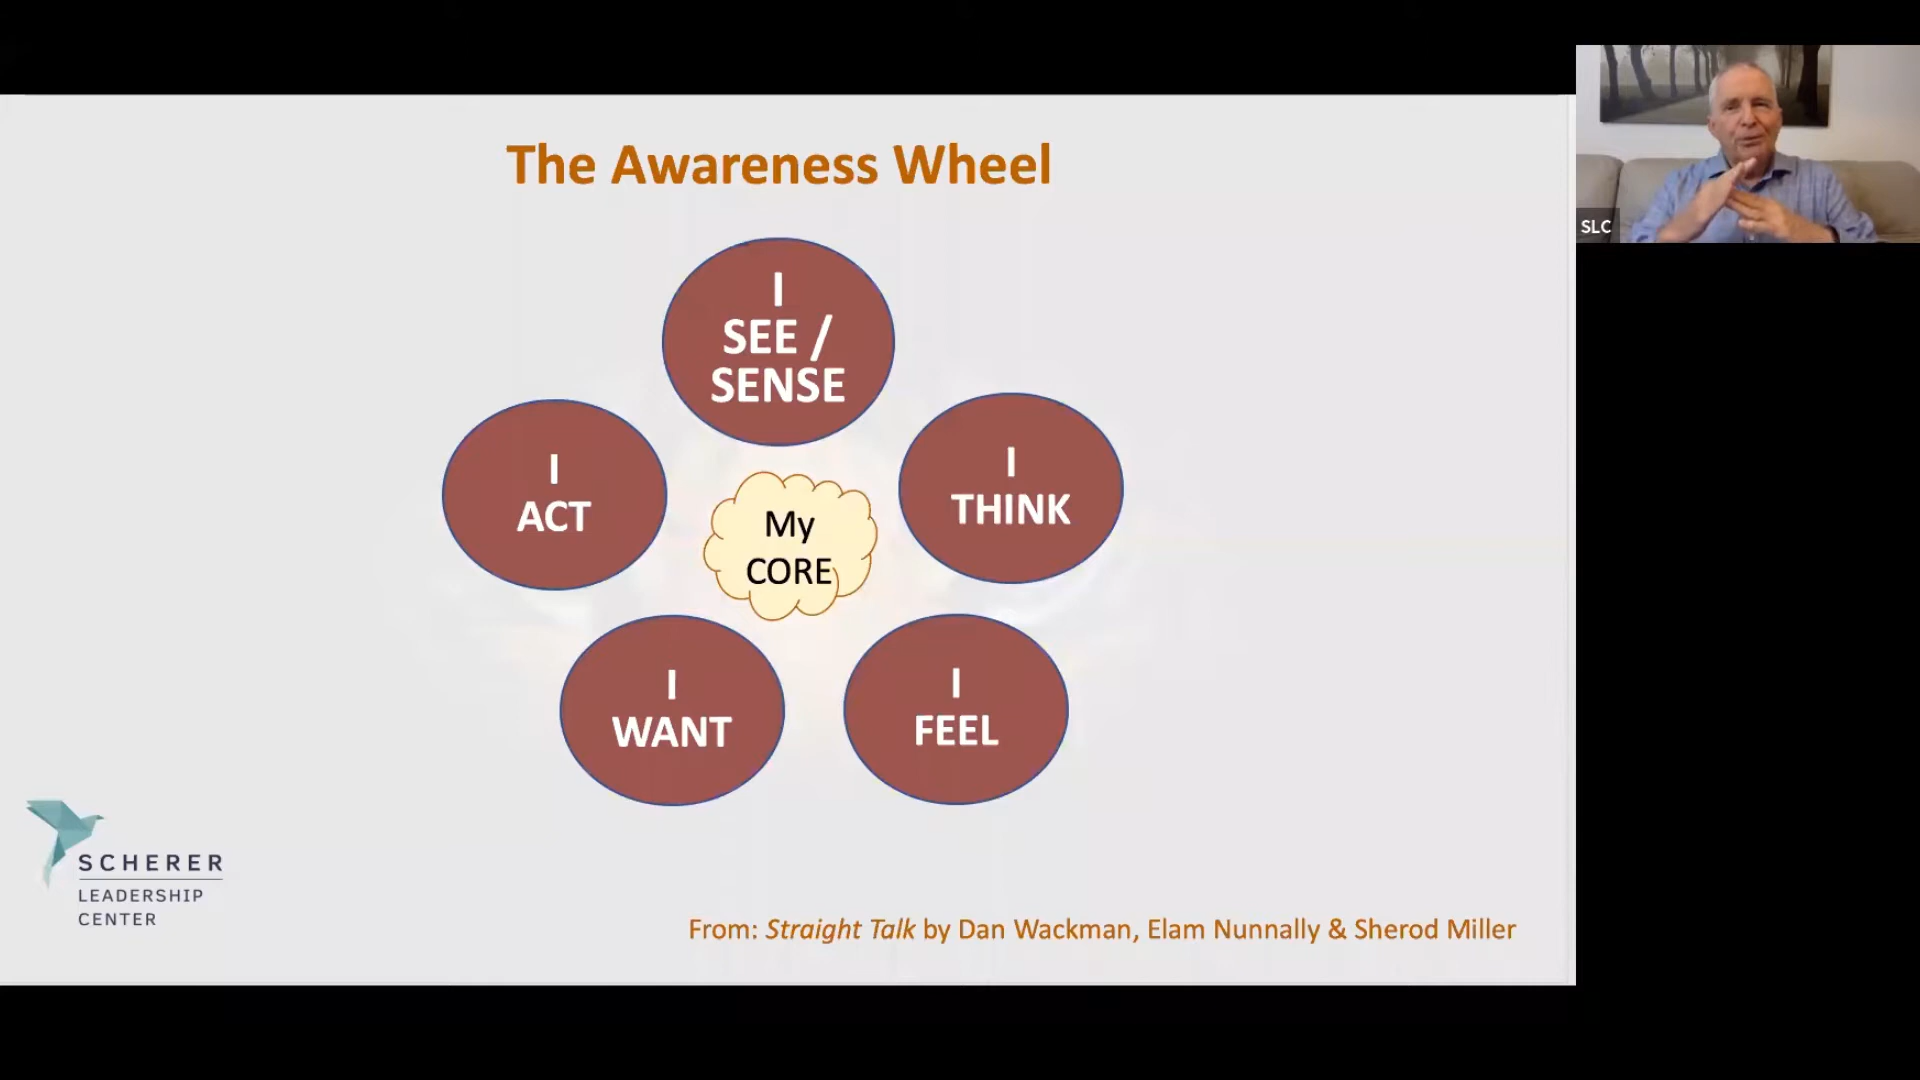 The Awareness Wheel
I
SEE /
SENSE
I
ACT
I
THINK
My
CORE
I
WANT
I
FEEL
SCHERER
LEADERSHIP
CENTER
From: Straight Talk by Dan Wackman, Elam Nunnally & Sherod Miller
SLC